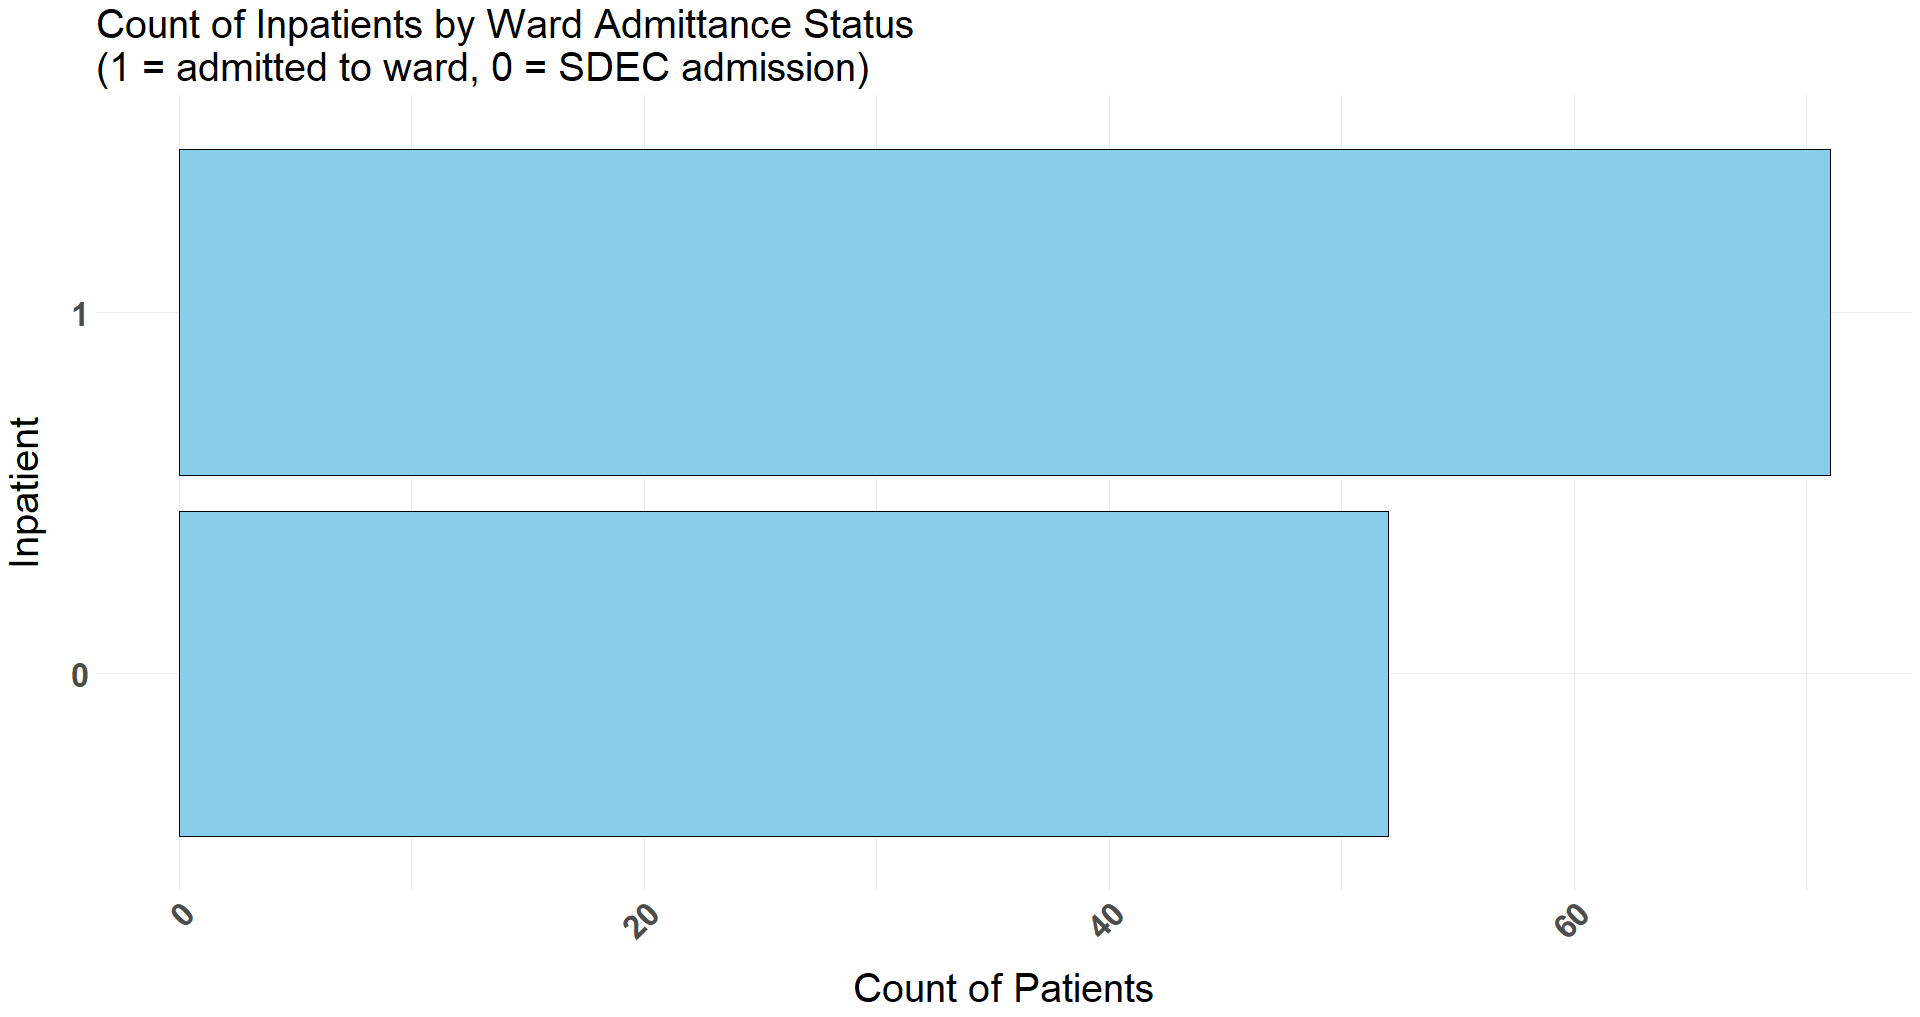 Count of Inpatients by Ward Admittance Status
(1 = admitted to ward, 0 = SDEC admission)
Inpatient
1
0
0
20
40
60
Count of Patients